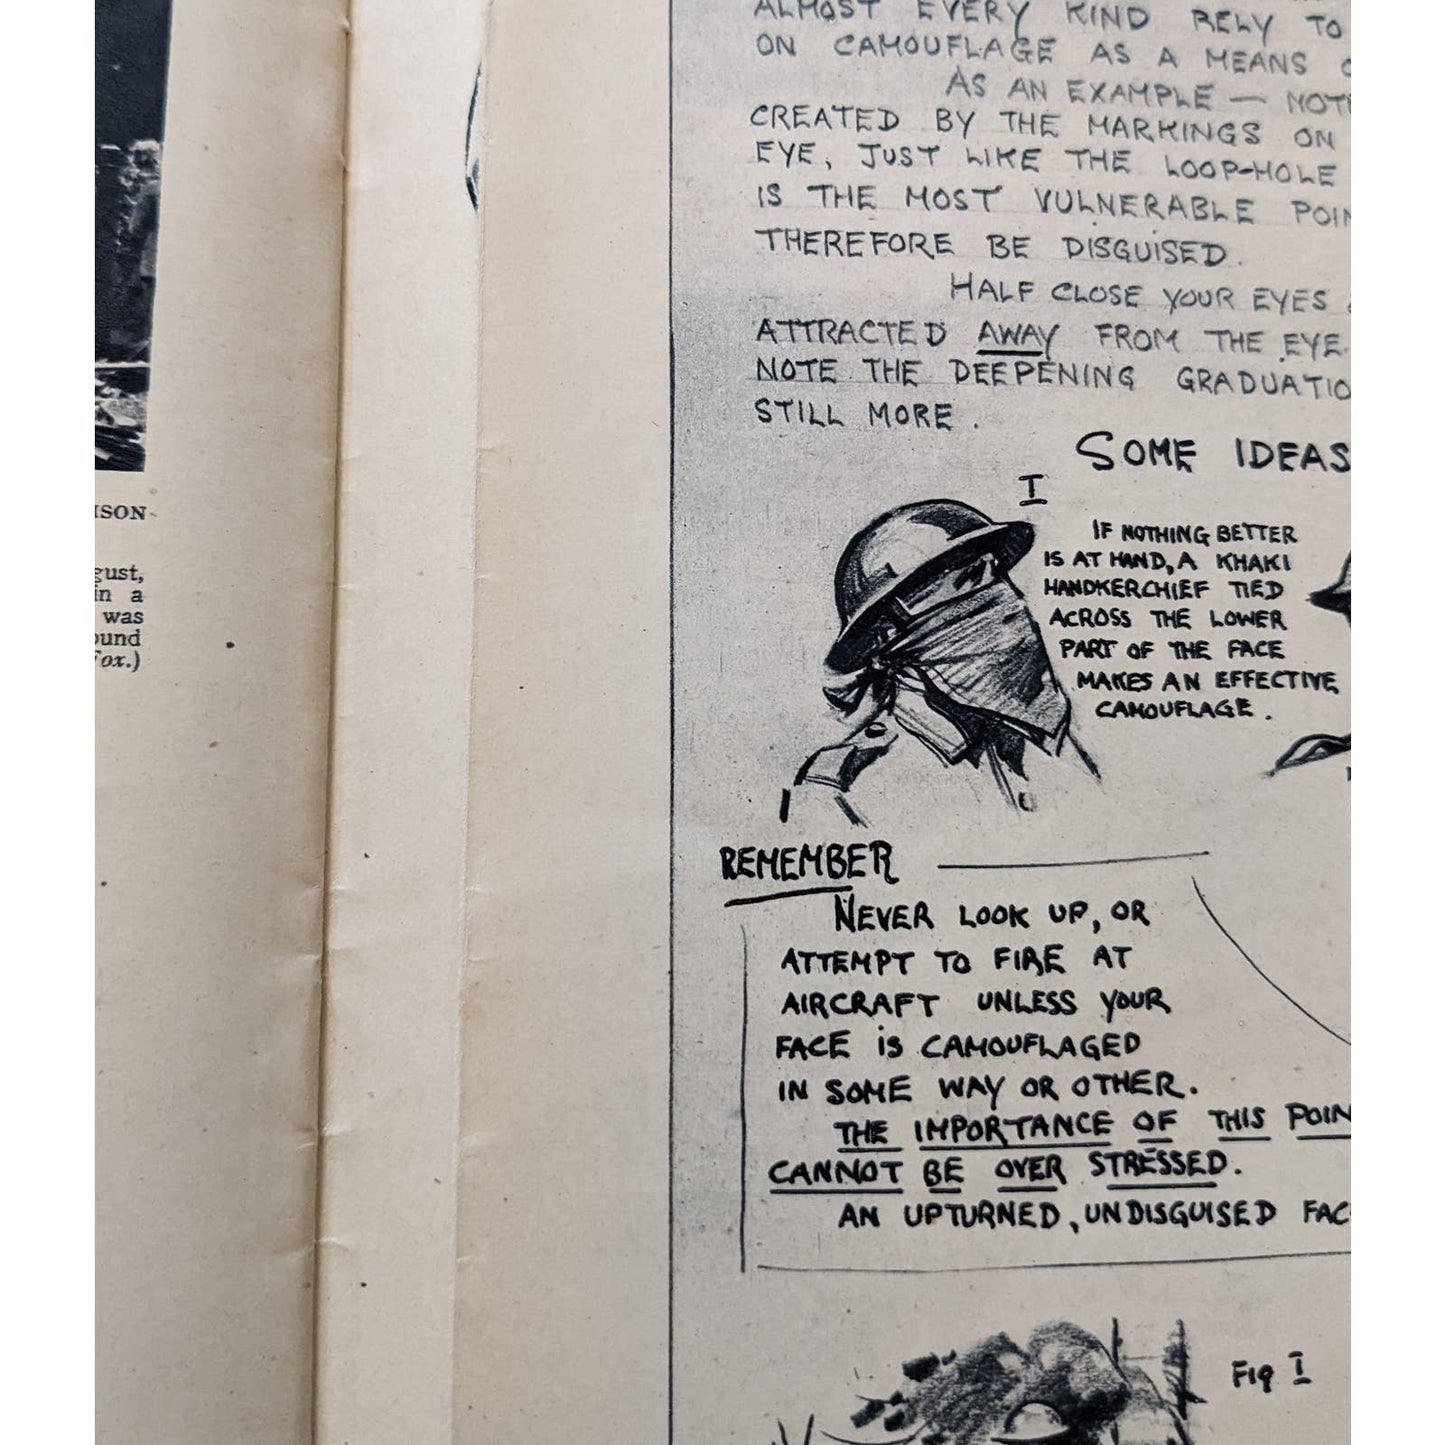 ISON
gust,
in a
was
ound
Fox.)
ALMOST EVERY KIND RELY TO
ON CAMOUFLAGE AS A MEANS
AS AN EXAMPLE — NOTE
CREATED BY THE MARKINGS ON
EYE, JUST LIKE THE LOOP-HOLE
IS THE MOST VULNERABLE POIN
THEREFORE BE DISGUISED.
HALF CLOSE YOUR EYES
ATTRACTED AWAY FROM THE EYE.
NOTE THE DEEPENING GRADUATIO
STILL MORE.
SOME IDEAS
I
IF NOTHING BETTER
IS AT HAND, A KHAKI
HANDKERCHIEF TIED
ACROSS THE LOWER
PART OF THE FACE
MAKES AN EFFECTIVE
CAMOUFLAGE.
REMEMBER
NEVER LOOK UP, OR
ATTEMPT TO FIRE AT
AIRCRAFT UNLESS YOUR
FACE IS CAMOUFLAGED
IN SOME WAY OR OTHER.
THE IMPORTANCE OF THIS POIN
CANNOT BE OVER STRESSED.
AN UPTURNED, UNDISGUISED FAC
Fig I